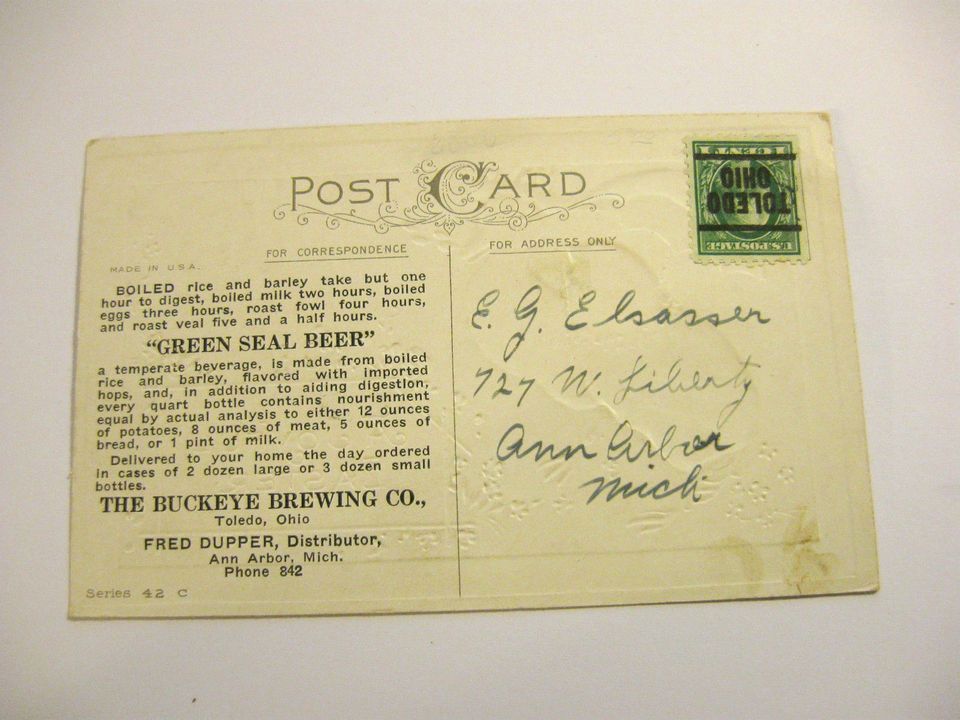 POST CARD
FOR CORRESPONDENCE
MADE IN U.S.A.
BOILED rice and barley take but one
hour to digest, boiled milk two hours, boiled
eggs three hours, roast fowl four hours,
and roast veal five and a half hours.
"GREEN SEAL BEER"
a temperate beverage, is made from boiled
rice and barley, flavored with imported
hops, and, in addition to aiding digestion,
every quart bottle contains nourishment
equal by actual analysis to either 12 ounces
of potatoes, 8 ounces of meat, 5 ounces of
bread, or 1 pint of milk.
Delivered to your home the day ordered
in cases of 2 dozen large or 3 dozen small
bottles.
THE BUCKEYE BREWING CO.,
Toledo, Ohio
FRED DUPPER, Distributor,
Ann Arbor, Mich.
Phone 842
Series 42 C
FOR ADDRESS ONLY
E. G. Elsasser
727 W. Liberty
Ann Arbor
Mich
U.S. POSTAGE
TOLEDO
OHIO
1 CENT 1